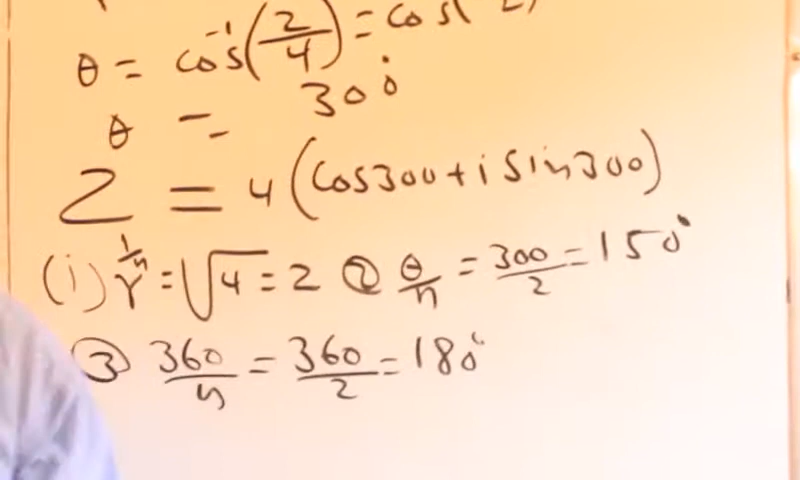 θ = cos⁻¹(2/4) = cos(
θ = 300°
Z = 4(Cos300 + i Sin300)
(i) r^(1/n) = √4 = 2 ② θ/n = 300/2 = 150°
③ 360/n = 360/2 = 180°